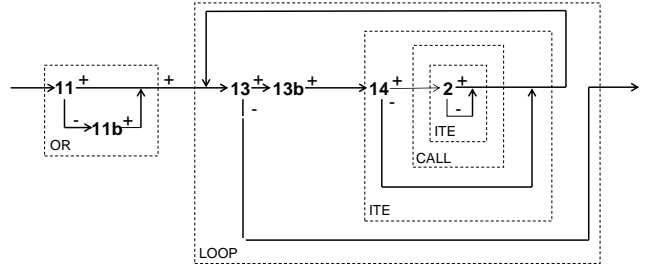 11 + + 13 + 13b + 14 + 2 +
- 11b + - - -
OR ITE
CALL
ITE
LOOP